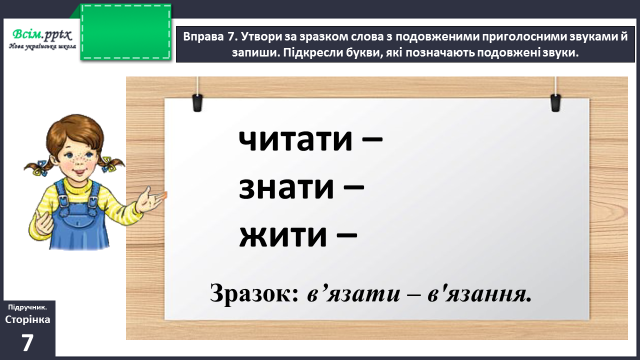 Всім.pptx
Нова українська школа
Вправа 7. Утвори за зразком слова з подовженими приголосними звуками й
запиши. Підкресли букви, які позначають подовжені звуки.
читати –
знати –
жити –
Зразок: в’язати – в'язання.
Підручник.
Сторінка
7